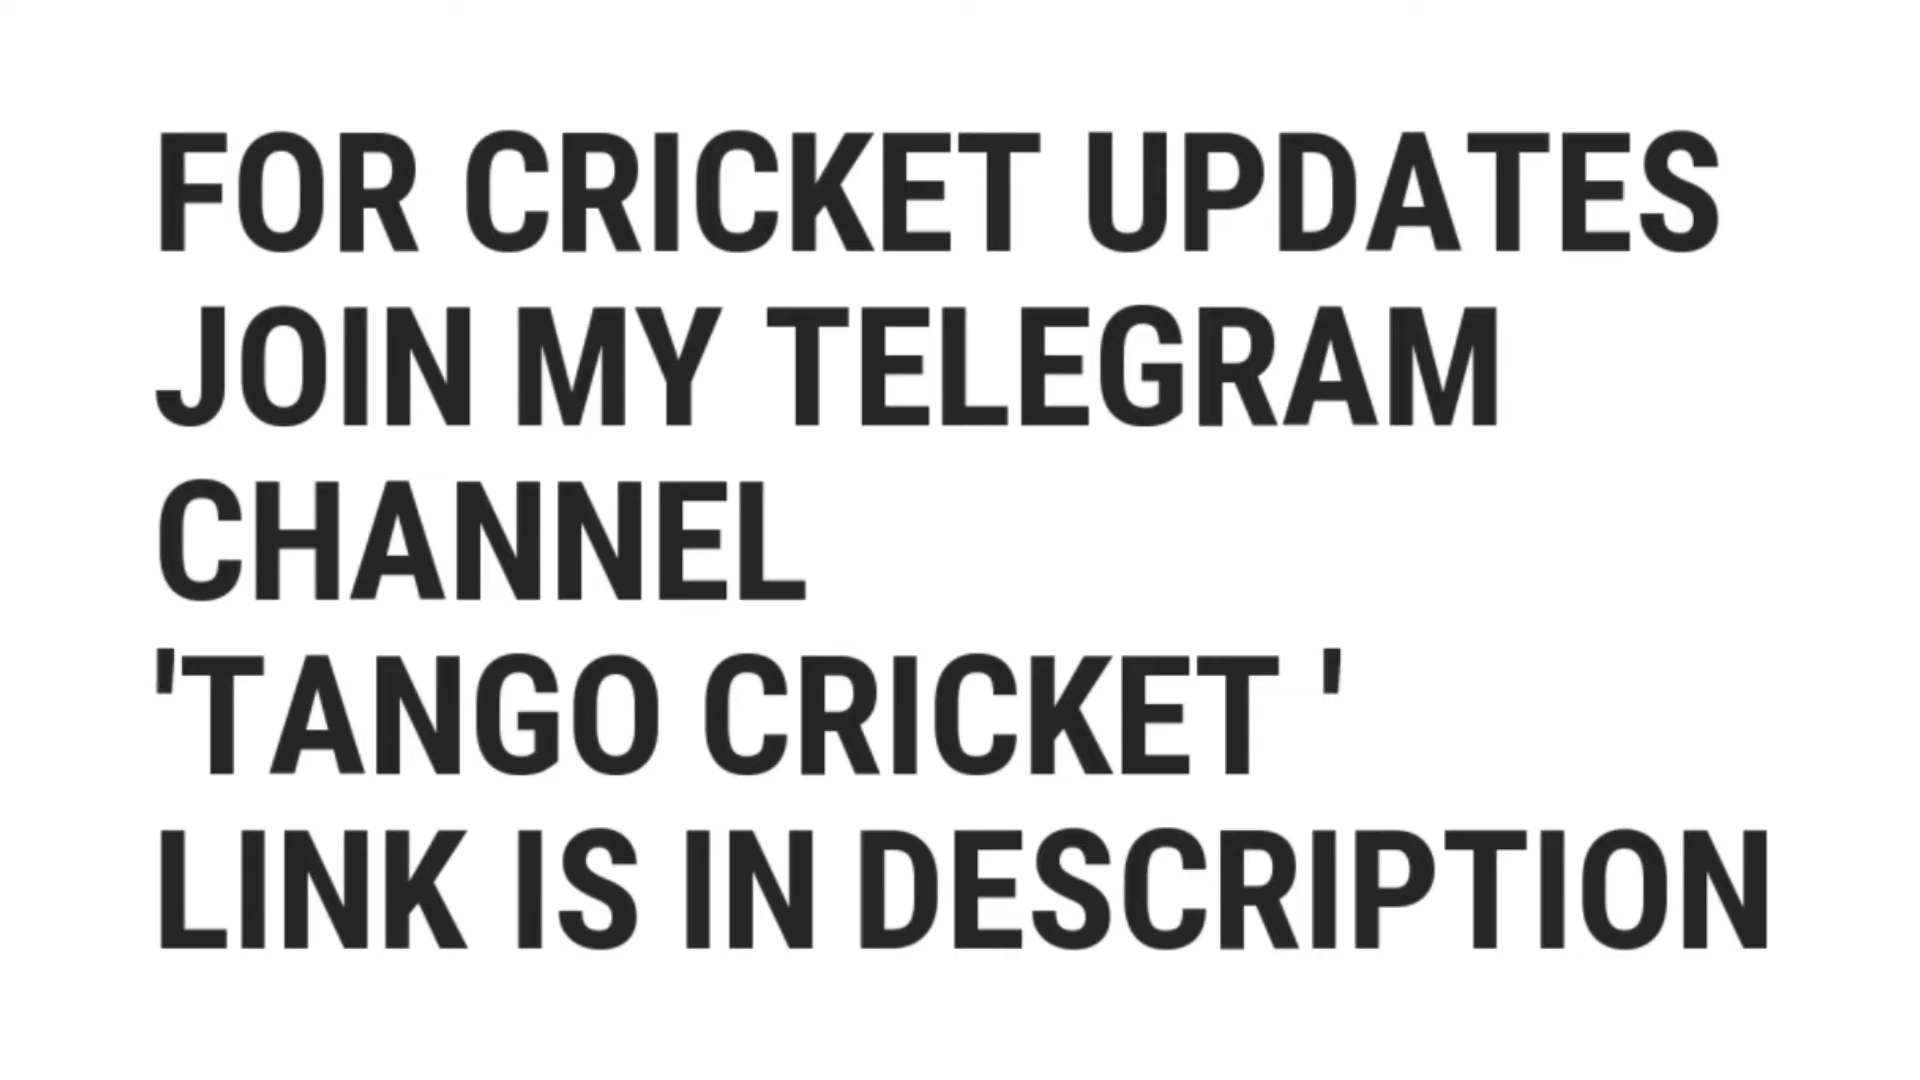 FOR CRICKET UPDATES
JOIN MY TELEGRAM
CHANNEL
'TANGO CRICKET '
LINK IS IN DESCRIPTION